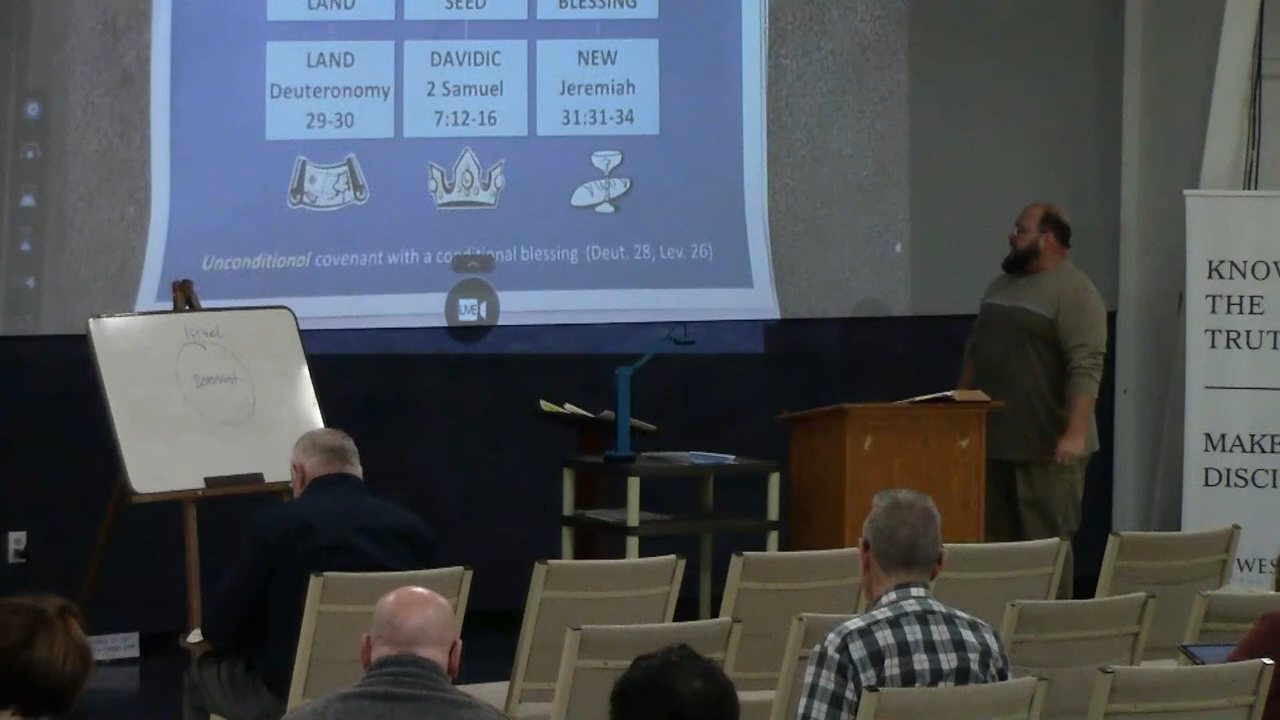 LAND
SEED
BLESSING
LAND
Deuteronomy
29-30
DAVIDIC
2 Samuel
7:12-16
NEW
Jeremiah
31:31-34
Unconditional covenant with a conditional blessing (Deut. 28, Lev. 26)
LIVE
Israel
Remnant
KNOW
THE
TRUT
MAKE
DISCI
WES